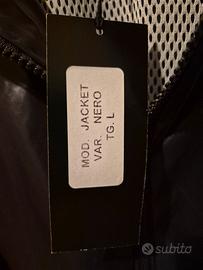 MOD. JACKET
VAR. NERO
TG. L
subito